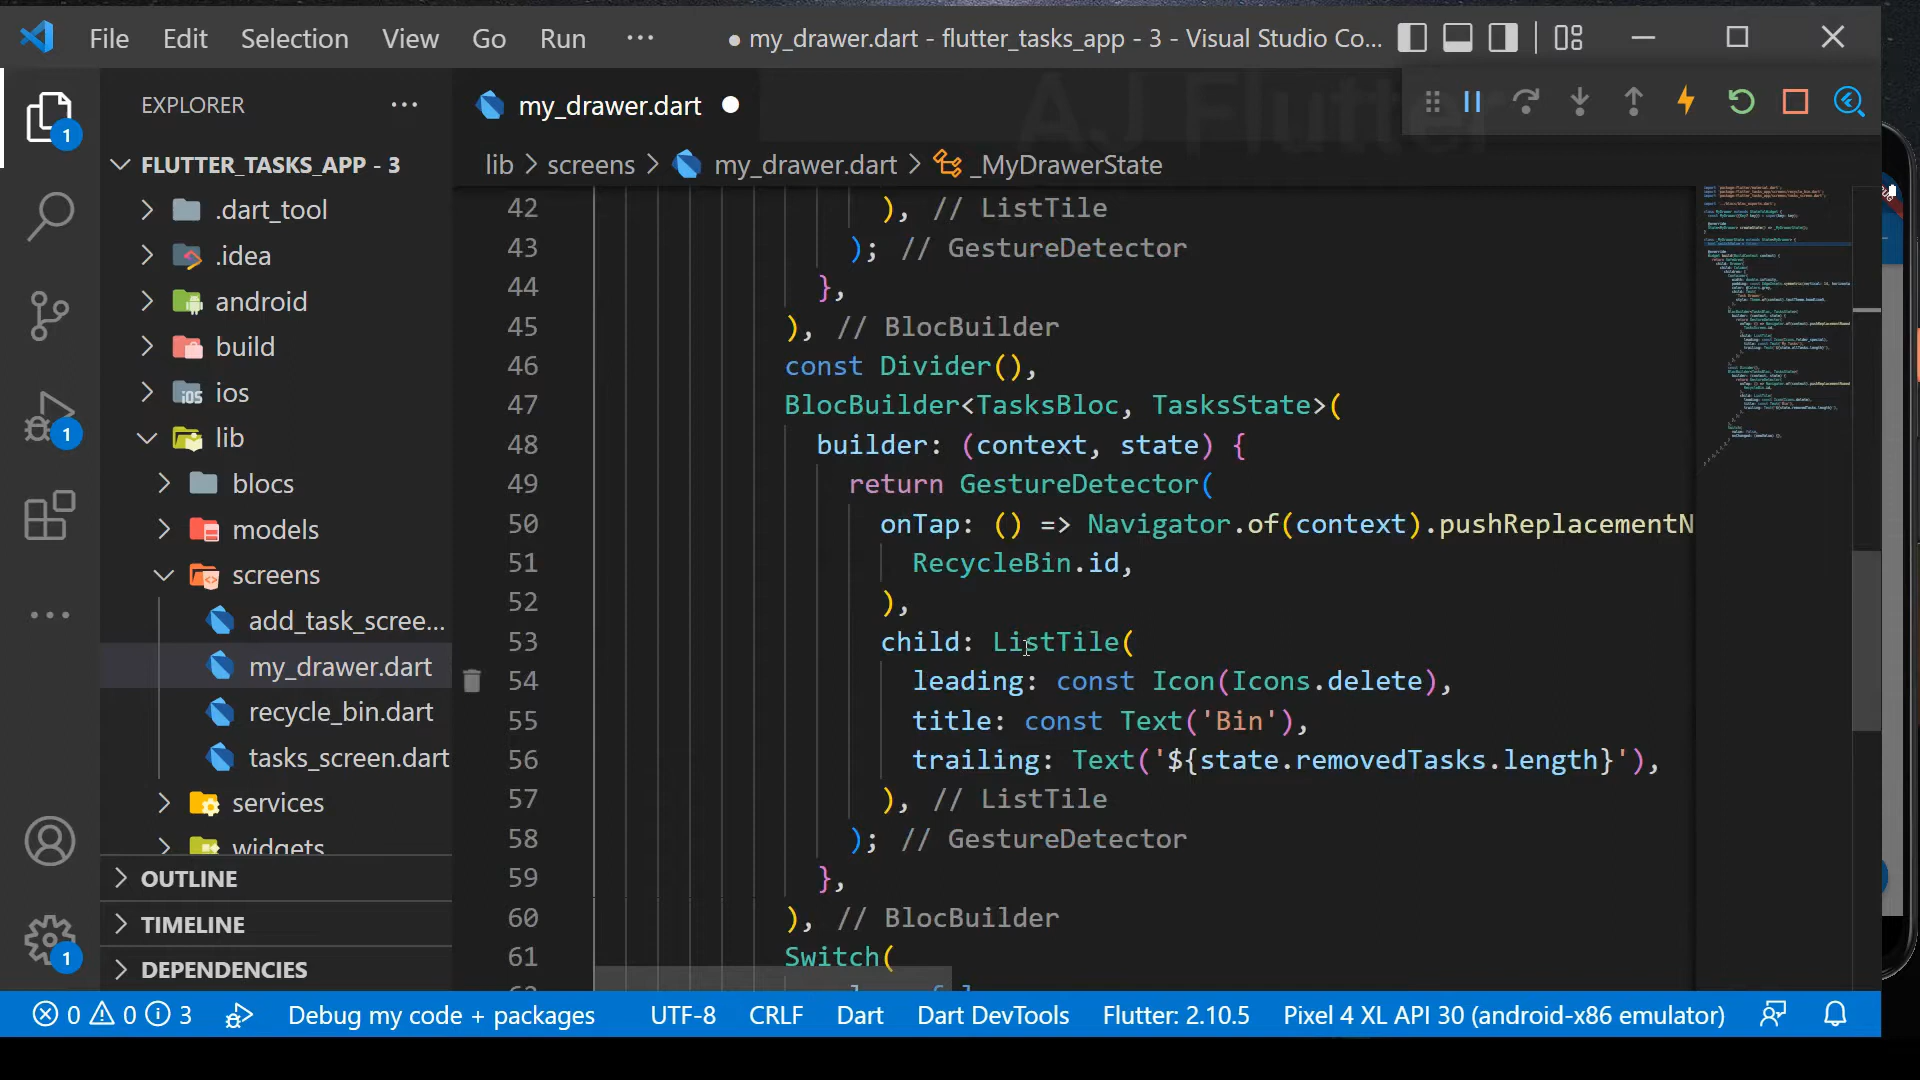 File Edit Selection View Go Run ··· ● my_drawer.dart - flutter_tasks_app - 3 - Visual Studio Co...
EXPLORER ···
my_drawer.dart
AJ Flutter
lib > screens > my_drawer.dart > _MyDrawerState
1
FLUTTER_TASKS_APP - 3
.dart_tool
.idea
android
build
ios
1
lib
blocs
models
screens
add_task_scree...
my_drawer.dart
recycle_bin.dart
tasks_screen.dart
services
widgets
OUTLINE
TIMELINE
DEPENDENCIES
1
42 ), // ListTile
43 ); // GestureDetector
44 },
45 ), // BlocBuilder
46 const Divider(),
47 BlocBuilder<TasksBloc, TasksState>(
48 builder: (context, state) {
49 return GestureDetector(
50 onTap: () => Navigator.of(context).pushReplacementN
51 RecycleBin.id,
52 ),
53 child: ListTile(
54 leading: const Icon(Icons.delete),
55 title: const Text('Bin'),
56 trailing: Text('${state.removedTasks.length}'),
57 ), // ListTile
58 ); // GestureDetector
59 },
60 ), // BlocBuilder
61 Switch(
0 0 3 Debug my code + packages UTF-8 CRLF Dart Dart DevTools Flutter: 2.10.5 Pixel 4 XL API 30 (android-x86 emulator)